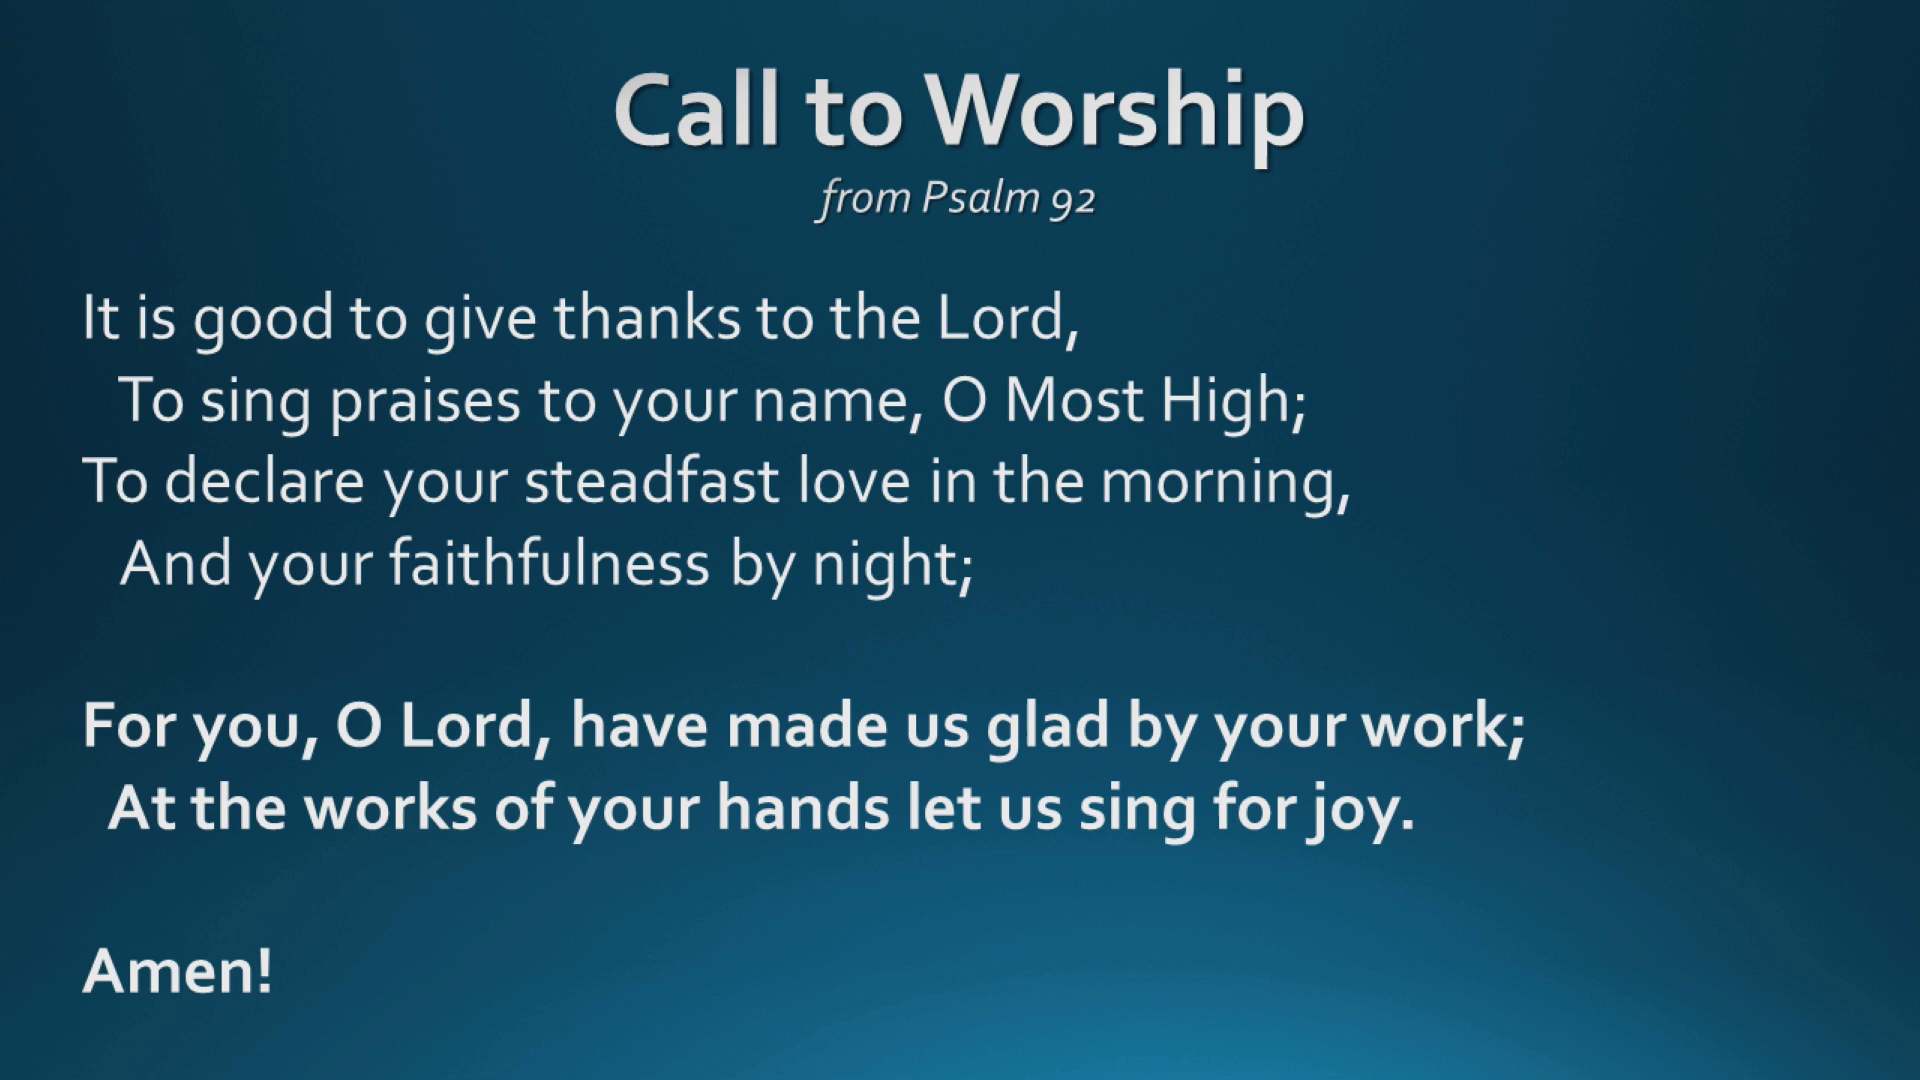 Call to Worship
from Psalm 92
It is good to give thanks to the Lord,
To sing praises to your name, O Most High;
To declare your steadfast love in the morning,
And your faithfulness by night;
For you, O Lord, have made us glad by your work;
At the works of your hands let us sing for joy.
Amen!